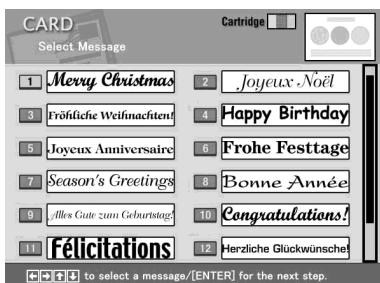 CARD
Cartridge
Select Message
1 Merry Christmas
2 Joyeux Noël
3 Fröhliche Weihnachten!
4 Happy Birthday
5 Joyeux Anniversaire
6 Frohe Festtage
7 Season's Greetings
8 Bonne Année
9 Alles Gute zum Geburtstag!
10 Congratulations!
11 Félicitations
12 Herzliche Glückwünsche!
←→↑↓ to select a message/[ENTER] for the next step.